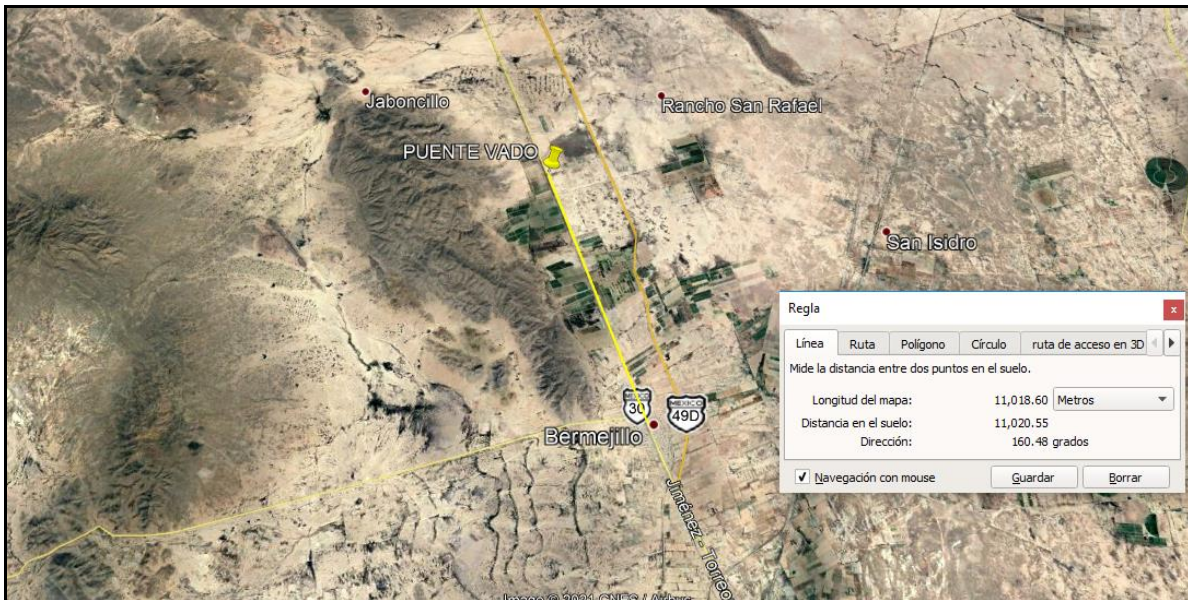 Jaboncillo
Rancho San Rafael
PUENTE VADO
San Isidro
MEXICO
30
MEXICO
49D
Bermejillo
Jiménez - Torreó
Image © 2021 CNES / Airbus
Regla
x
Línea Ruta Polígono Círculo ruta de acceso en 3D
Mide la distancia entre dos puntos en el suelo.
Longitud del mapa: 11,018.60 Metros
Distancia en el suelo: 11,020.55
Dirección: 160.48 grados
Navegación con mouse Guardar Borrar